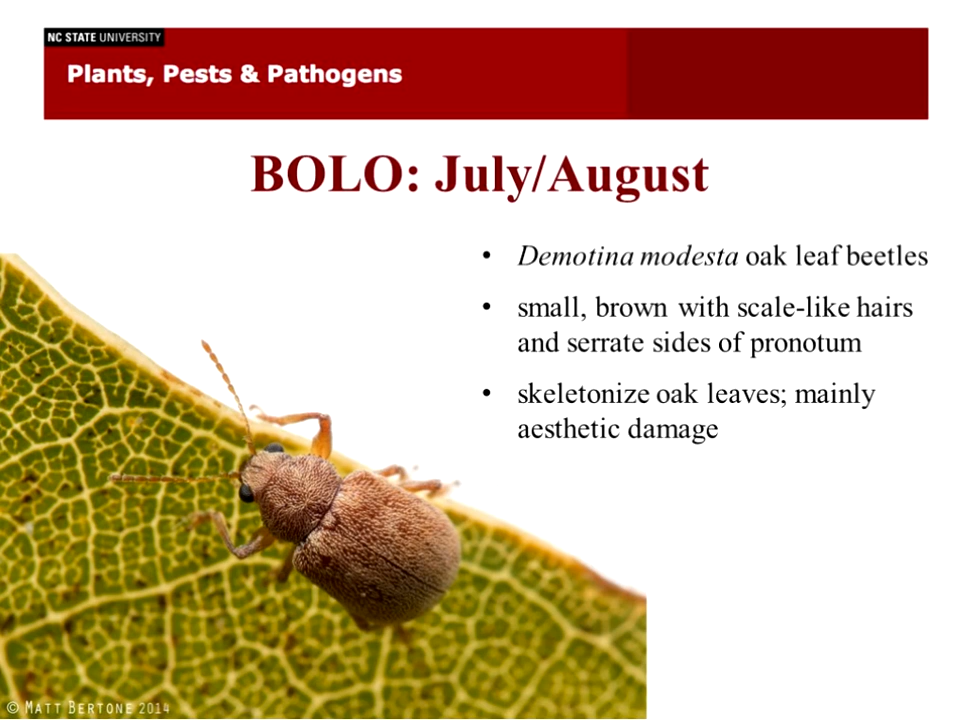 NC STATE UNIVERSITY
Plants, Pests & Pathogens
BOLO: July/August
• Demotina modesta oak leaf beetles
• small, brown with scale-like hairs
and serrate sides of pronotum
• skeletonize oak leaves; mainly
aesthetic damage
© MATT BERTONE 2014